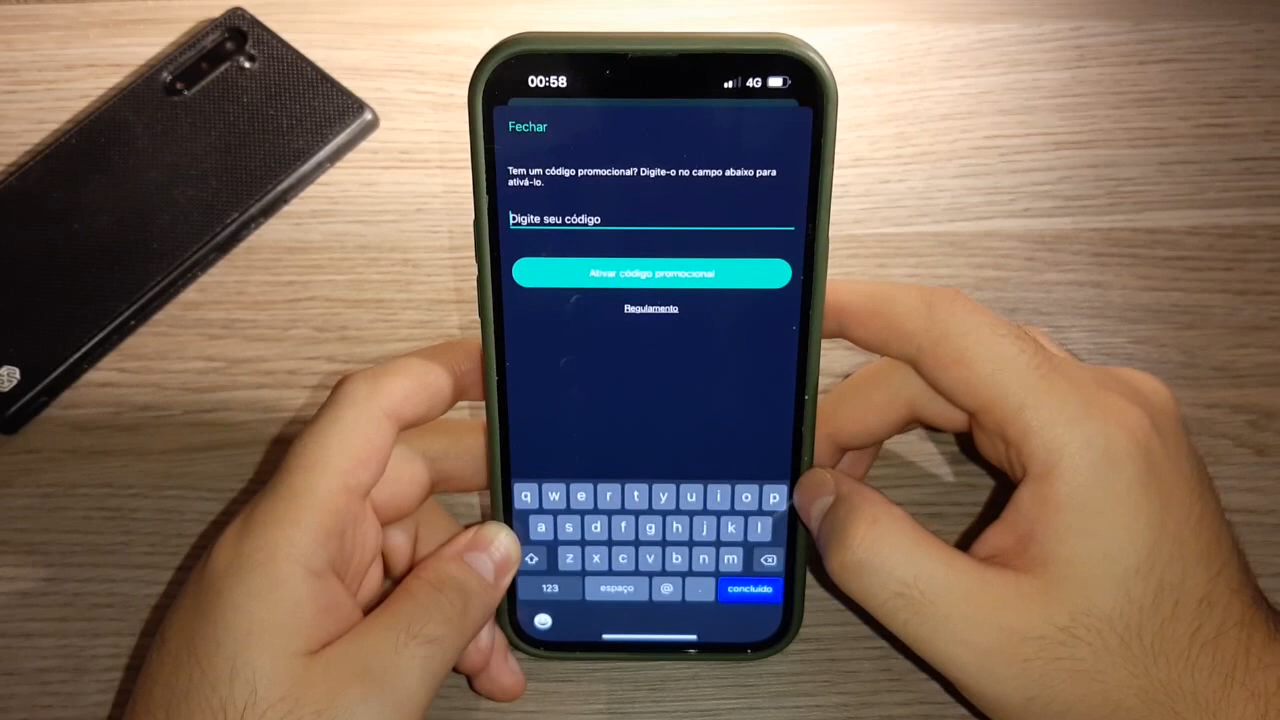 00:58 4G
Fechar
Tem um código promocional? Digite-o no campo abaixo para
ativá-lo.
Digite seu código
Ativar código promocional
Regulamento
q w e r t y u i o p
a s d f g h j k l
z x c v b n m
123 espaço @ . concluído